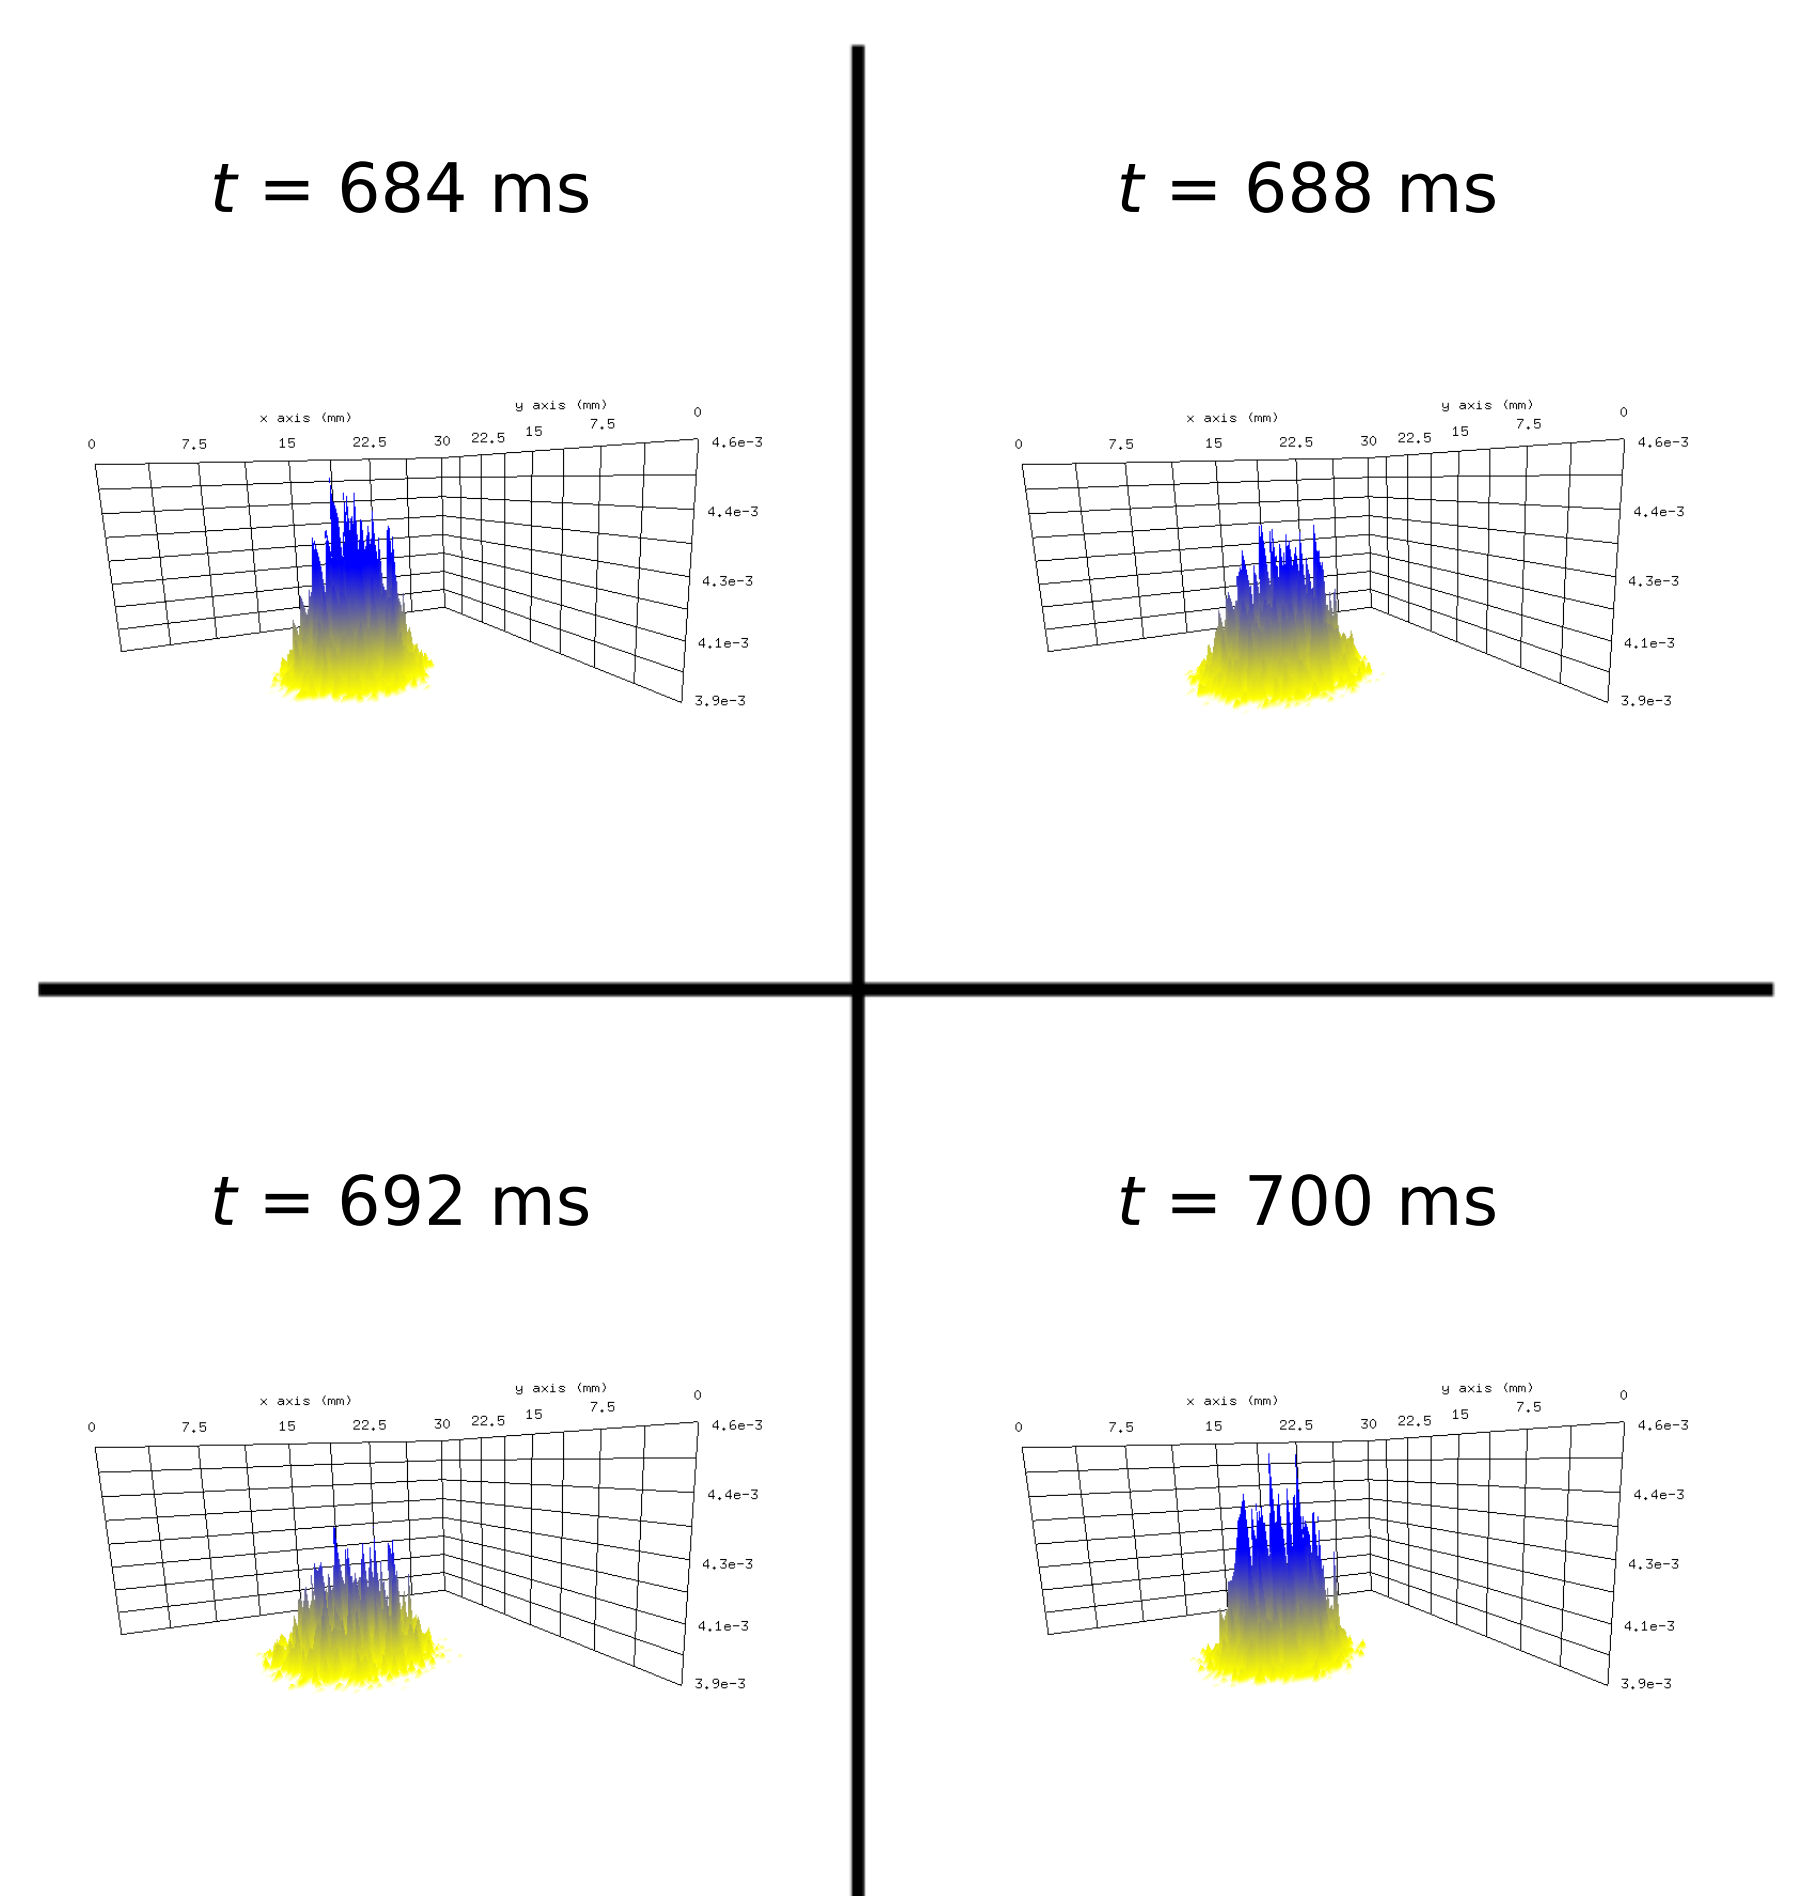 t = 684 ms
y axis (mm) 0
x axis (mm) 7.5
0 7.5 15 22.5 30 22.5 15 4.6e-3
4.4e-3
4.3e-3
4.1e-3
3.9e-3
t = 688 ms
y axis (mm) 0
x axis (mm) 7.5
0 7.5 15 22.5 30 22.5 15 4.6e-3
4.4e-3
4.3e-3
4.1e-3
3.9e-3
t = 692 ms
y axis (mm) 0
x axis (mm) 7.5
0 7.5 15 22.5 30 22.5 15 4.6e-3
4.4e-3
4.3e-3
4.1e-3
3.9e-3
t = 700 ms
y axis (mm) 0
x axis (mm) 7.5
0 7.5 15 22.5 30 22.5 15 4.6e-3
4.4e-3
4.3e-3
4.1e-3
3.9e-3